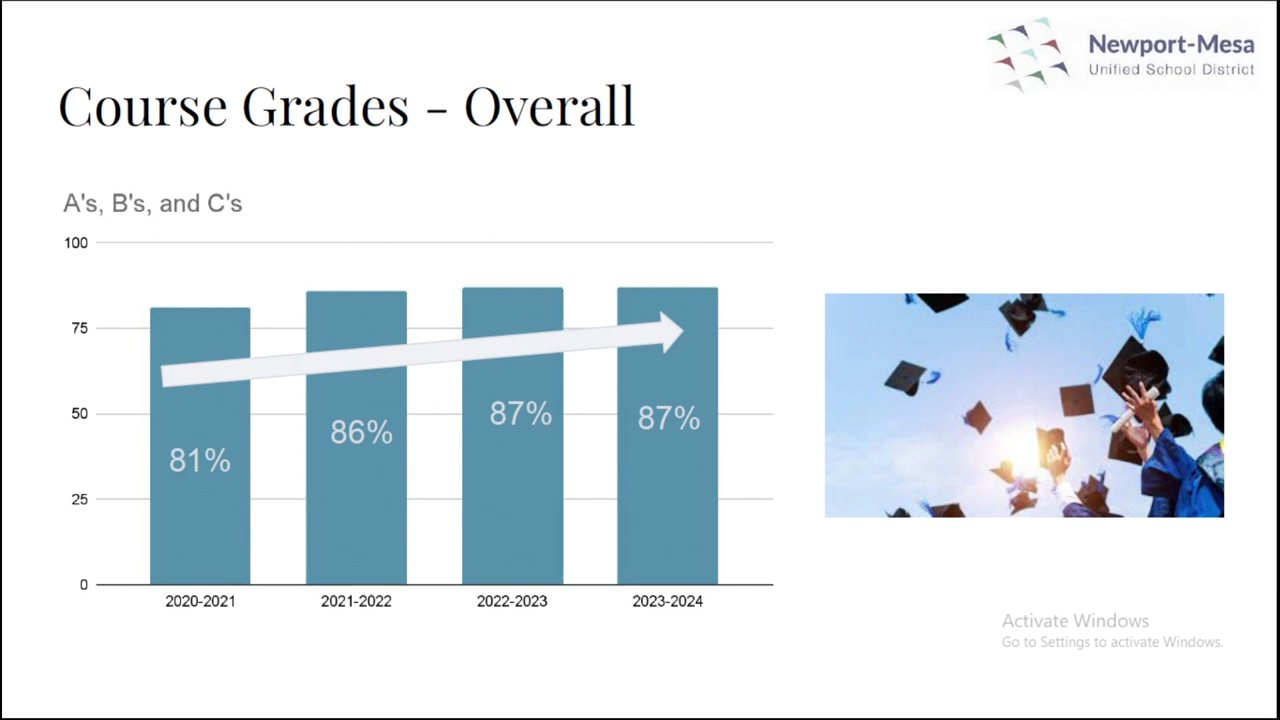 Newport-Mesa
Unified School District
Course Grades - Overall
A's, B's, and C's
100
75
50
25
0
81%
86%
87%
87%
2020-2021
2021-2022
2022-2023
2023-2024
Activate Windows
Go to Settings to activate Windows.